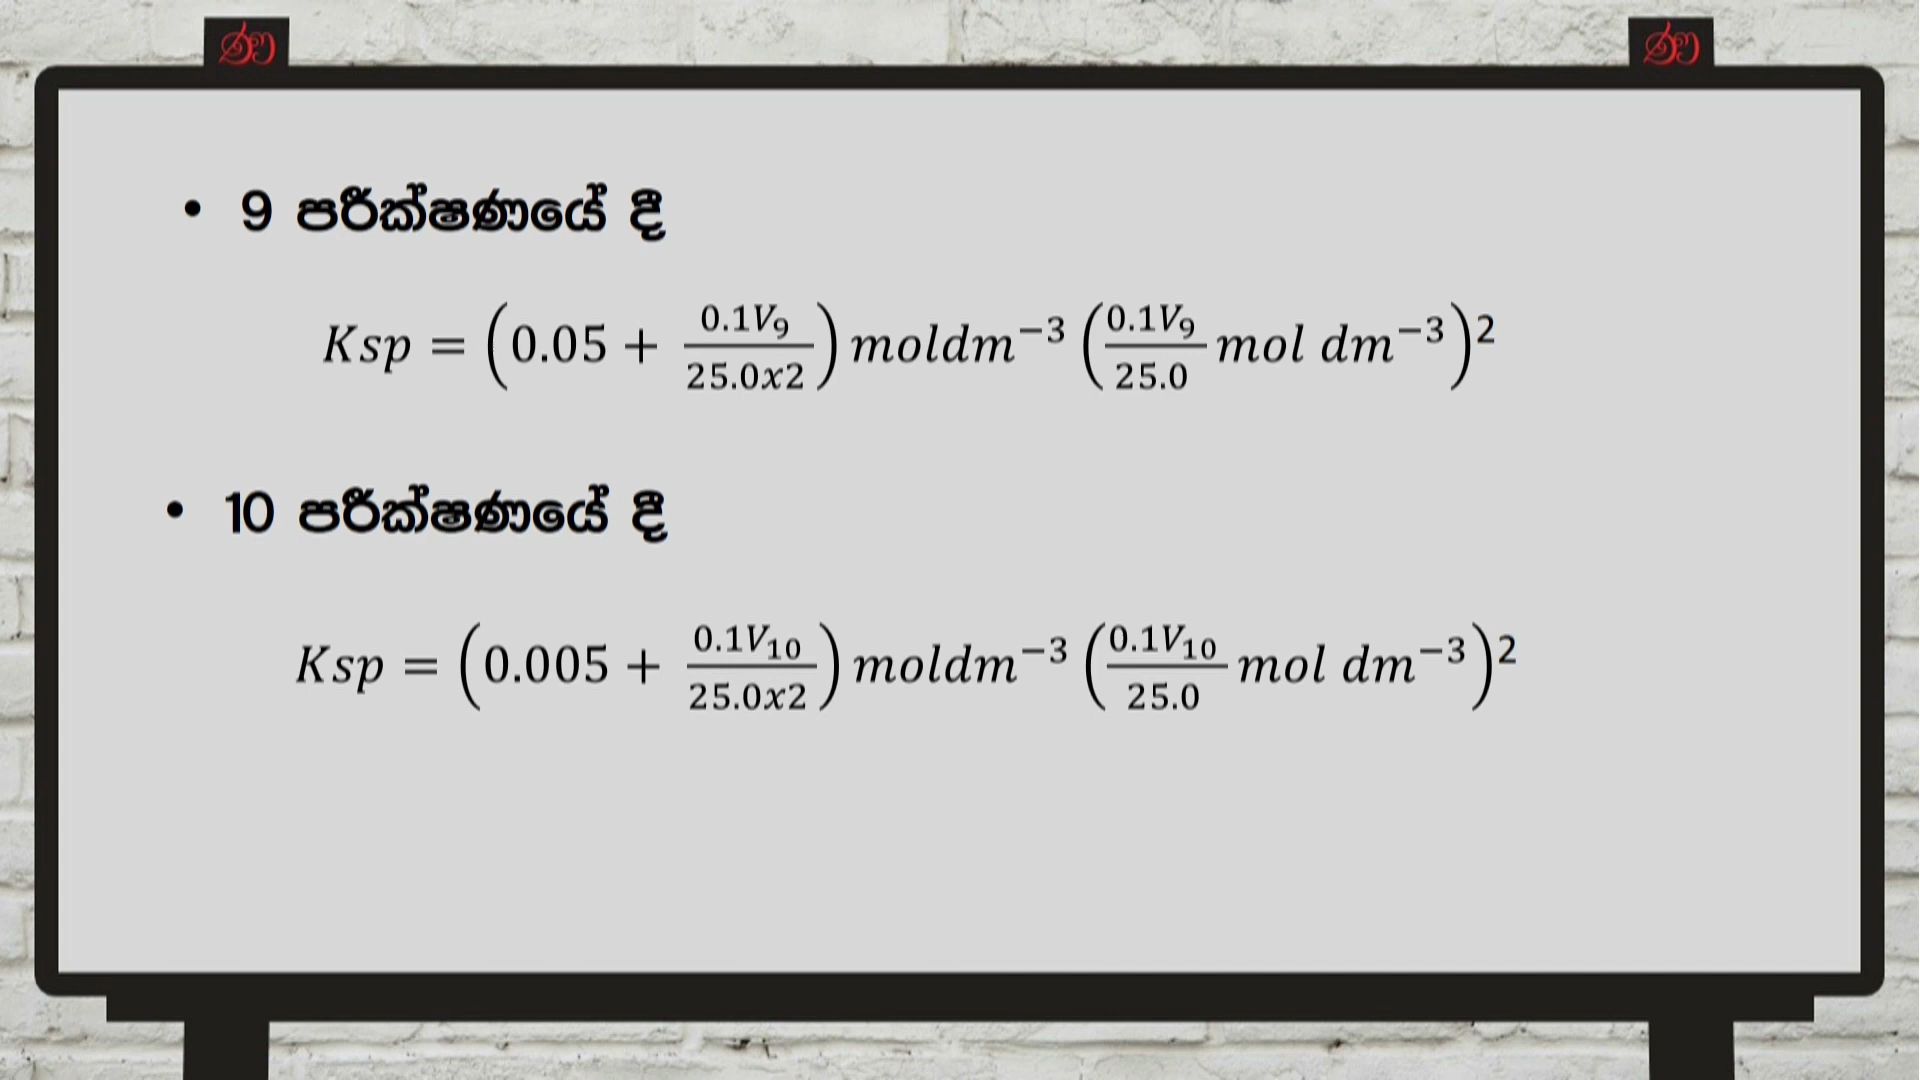 • 9 පරීක්ෂණයේ දී
Ksp = (0.05 + 0.1V₉/25.0x2) moldm⁻³ (0.1V₉/25.0 mol dm⁻³)²
• 10 පරීක්ෂණයේ දී
Ksp = (0.005 + 0.1V₁₀/25.0x2) moldm⁻³ (0.1V₁₀/25.0 mol dm⁻³)²